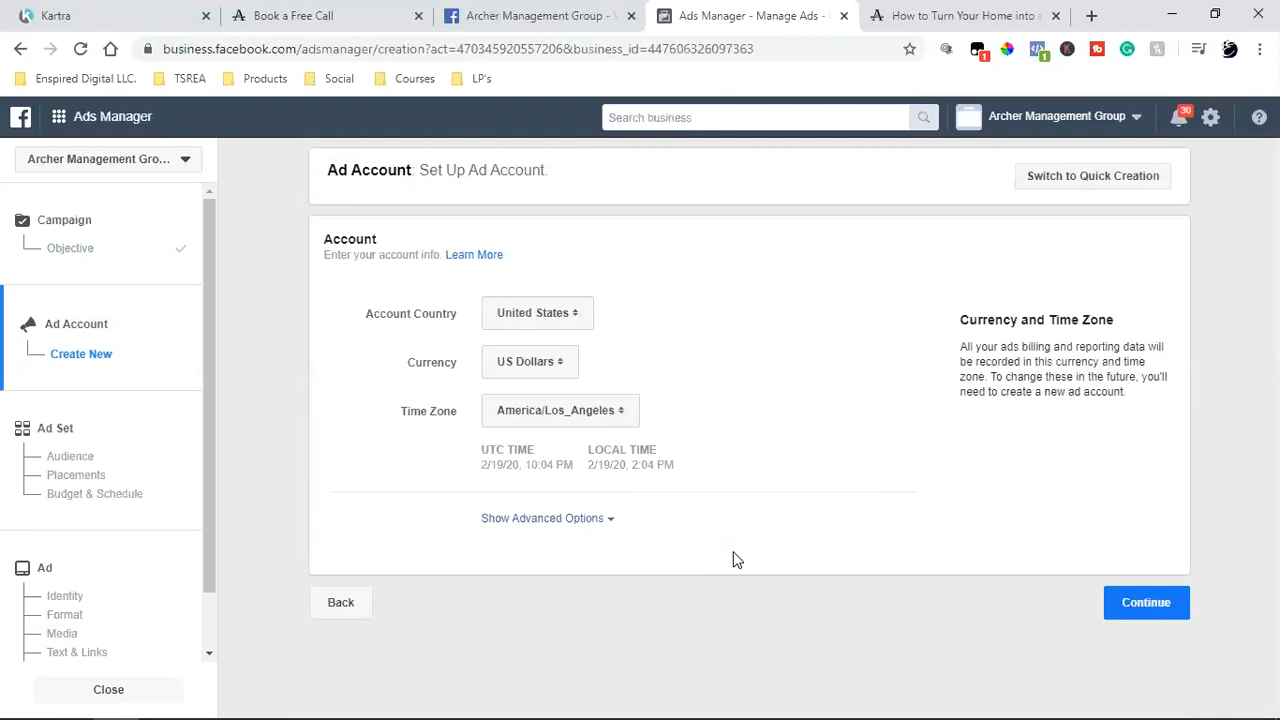 Kartra
Book a Free Call
Archer Management Group - V
Ads Manager - Manage Ads -
How to Turn Your Home into a
business.facebook.com/adsmanager/creation?act=470345920557206&business_id=447606326097363
1
1
Enspired Digital LLC.
TSREA
Products
Social
Courses
LP's
Ads Manager
Search business
Archer Management Group
30
Archer Management Gro...
Campaign
Objective
Ad Account
Create New
Ad Set
Audience
Placements
Budget & Schedule
Ad
Identity
Format
Media
Text & Links
Close
Ad Account: Set Up Ad Account.
Switch to Quick Creation
Account
Enter your account info. Learn More
Account Country
United States
Currency
US Dollars
Time Zone
America/Los_Angeles
UTC TIME
2/19/20, 10:04 PM
LOCAL TIME
2/19/20, 2:04 PM
Show Advanced Options
Currency and Time Zone
All your ads billing and reporting data will
be recorded in this currency and time
zone. To change these in the future, you'll
need to create a new ad account.
Back
Continue